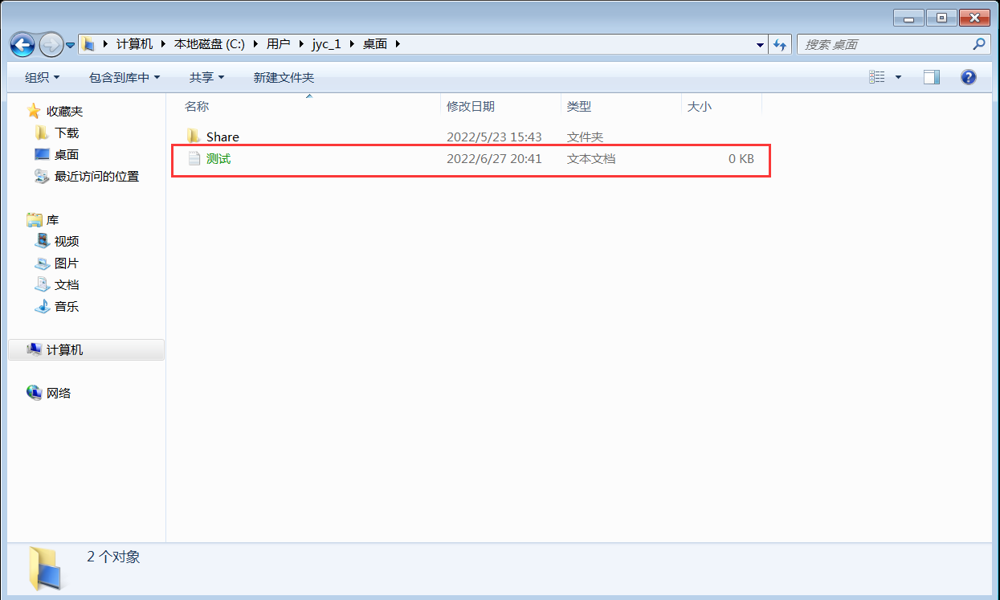 计算机 本地磁盘 (C:) 用户 jyc_1 桌面 搜索 桌面
组织 包含到库中 共享 新建文件夹
名称 修改日期 类型 大小
收藏夹
下载
桌面
最近访问的位置
库
视频
图片
文档
音乐
计算机
网络
Share 2022/5/23 15:43 文件夹
测试 2022/6/27 20:41 文本文档 0 KB
2 个对象